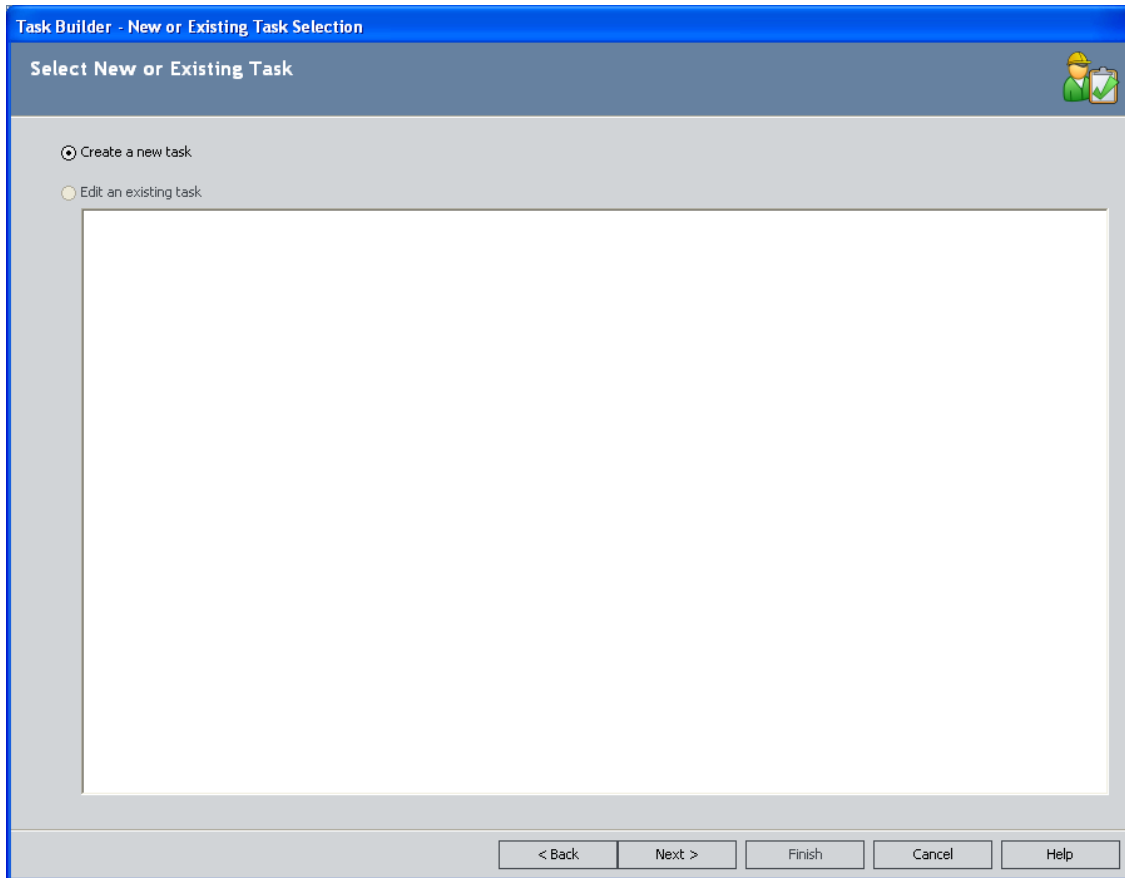 Task Builder - New or Existing Task Selection
Select New or Existing Task
Create a new task
Edit an existing task
< Back Next > Finish Cancel Help